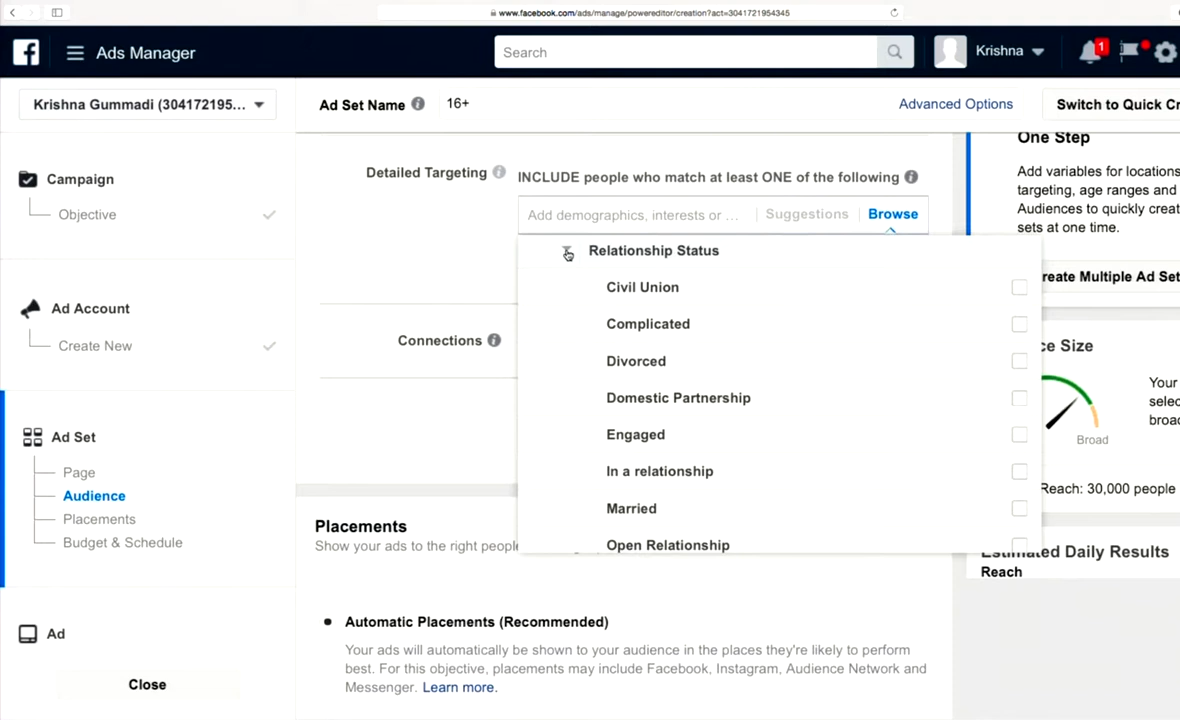 www.facebook.com/ads/manage/powereditor/creation?act=3041721954345
f
Ads Manager
Search
Krishna
1
Krishna Gummadi (304172195...
Ad Set Name
16+
Advanced Options
Switch to Quick Cr
Campaign
Objective
Ad Account
Create New
Ad Set
Page
Audience
Placements
Budget & Schedule
Ad
Close
Detailed Targeting
INCLUDE people who match at least ONE of the following
Add demographics, interests or ...
Suggestions
Browse
Relationship Status
Civil Union
Complicated
Divorced
Domestic Partnership
Engaged
In a relationship
Married
Open Relationship
Connections
Placements
Show your ads to the right people
Automatic Placements (Recommended)
Your ads will automatically be shown to your audience in the places they're likely to perform
best. For this objective, placements may include Facebook, Instagram, Audience Network and
Messenger. Learn more.
One Step
Add variables for locations
targeting, age ranges and
Audiences to quickly creat
sets at one time.
reate Multiple Ad Set
ce Size
Your
selec
broad
Broad
Reach: 30,000 people
Estimated Daily Results
Reach